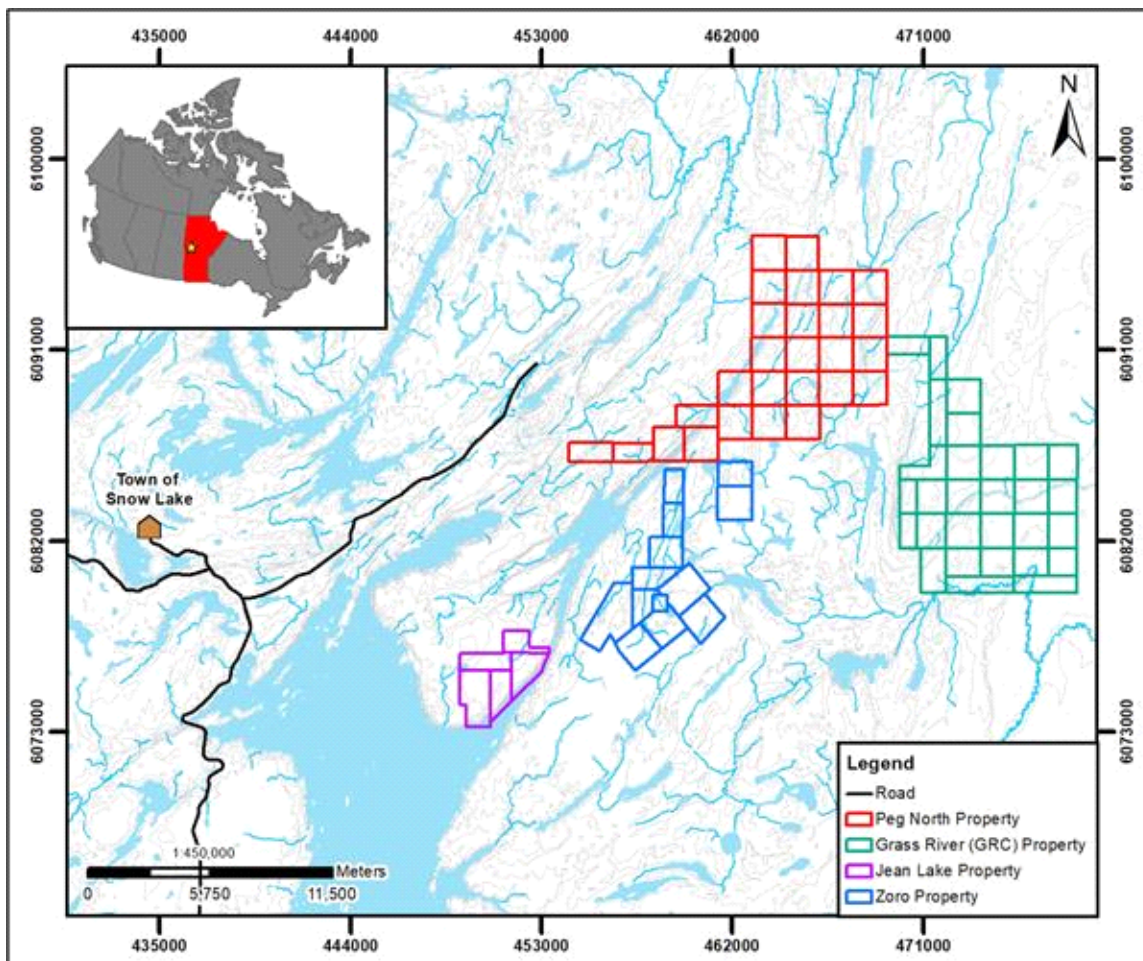 435000 444000 453000 462000 471000
N
6100000 6100000
6091000 6091000
Town of
Snow Lake
6082000 6082000
6073000 6073000
Legend
Road
Peg North Property
Grass River (GRC) Property
Jean Lake Property
Zoro Property
1:450,000
Meters
0 5,750 11,500
435000 444000 453000 462000 471000